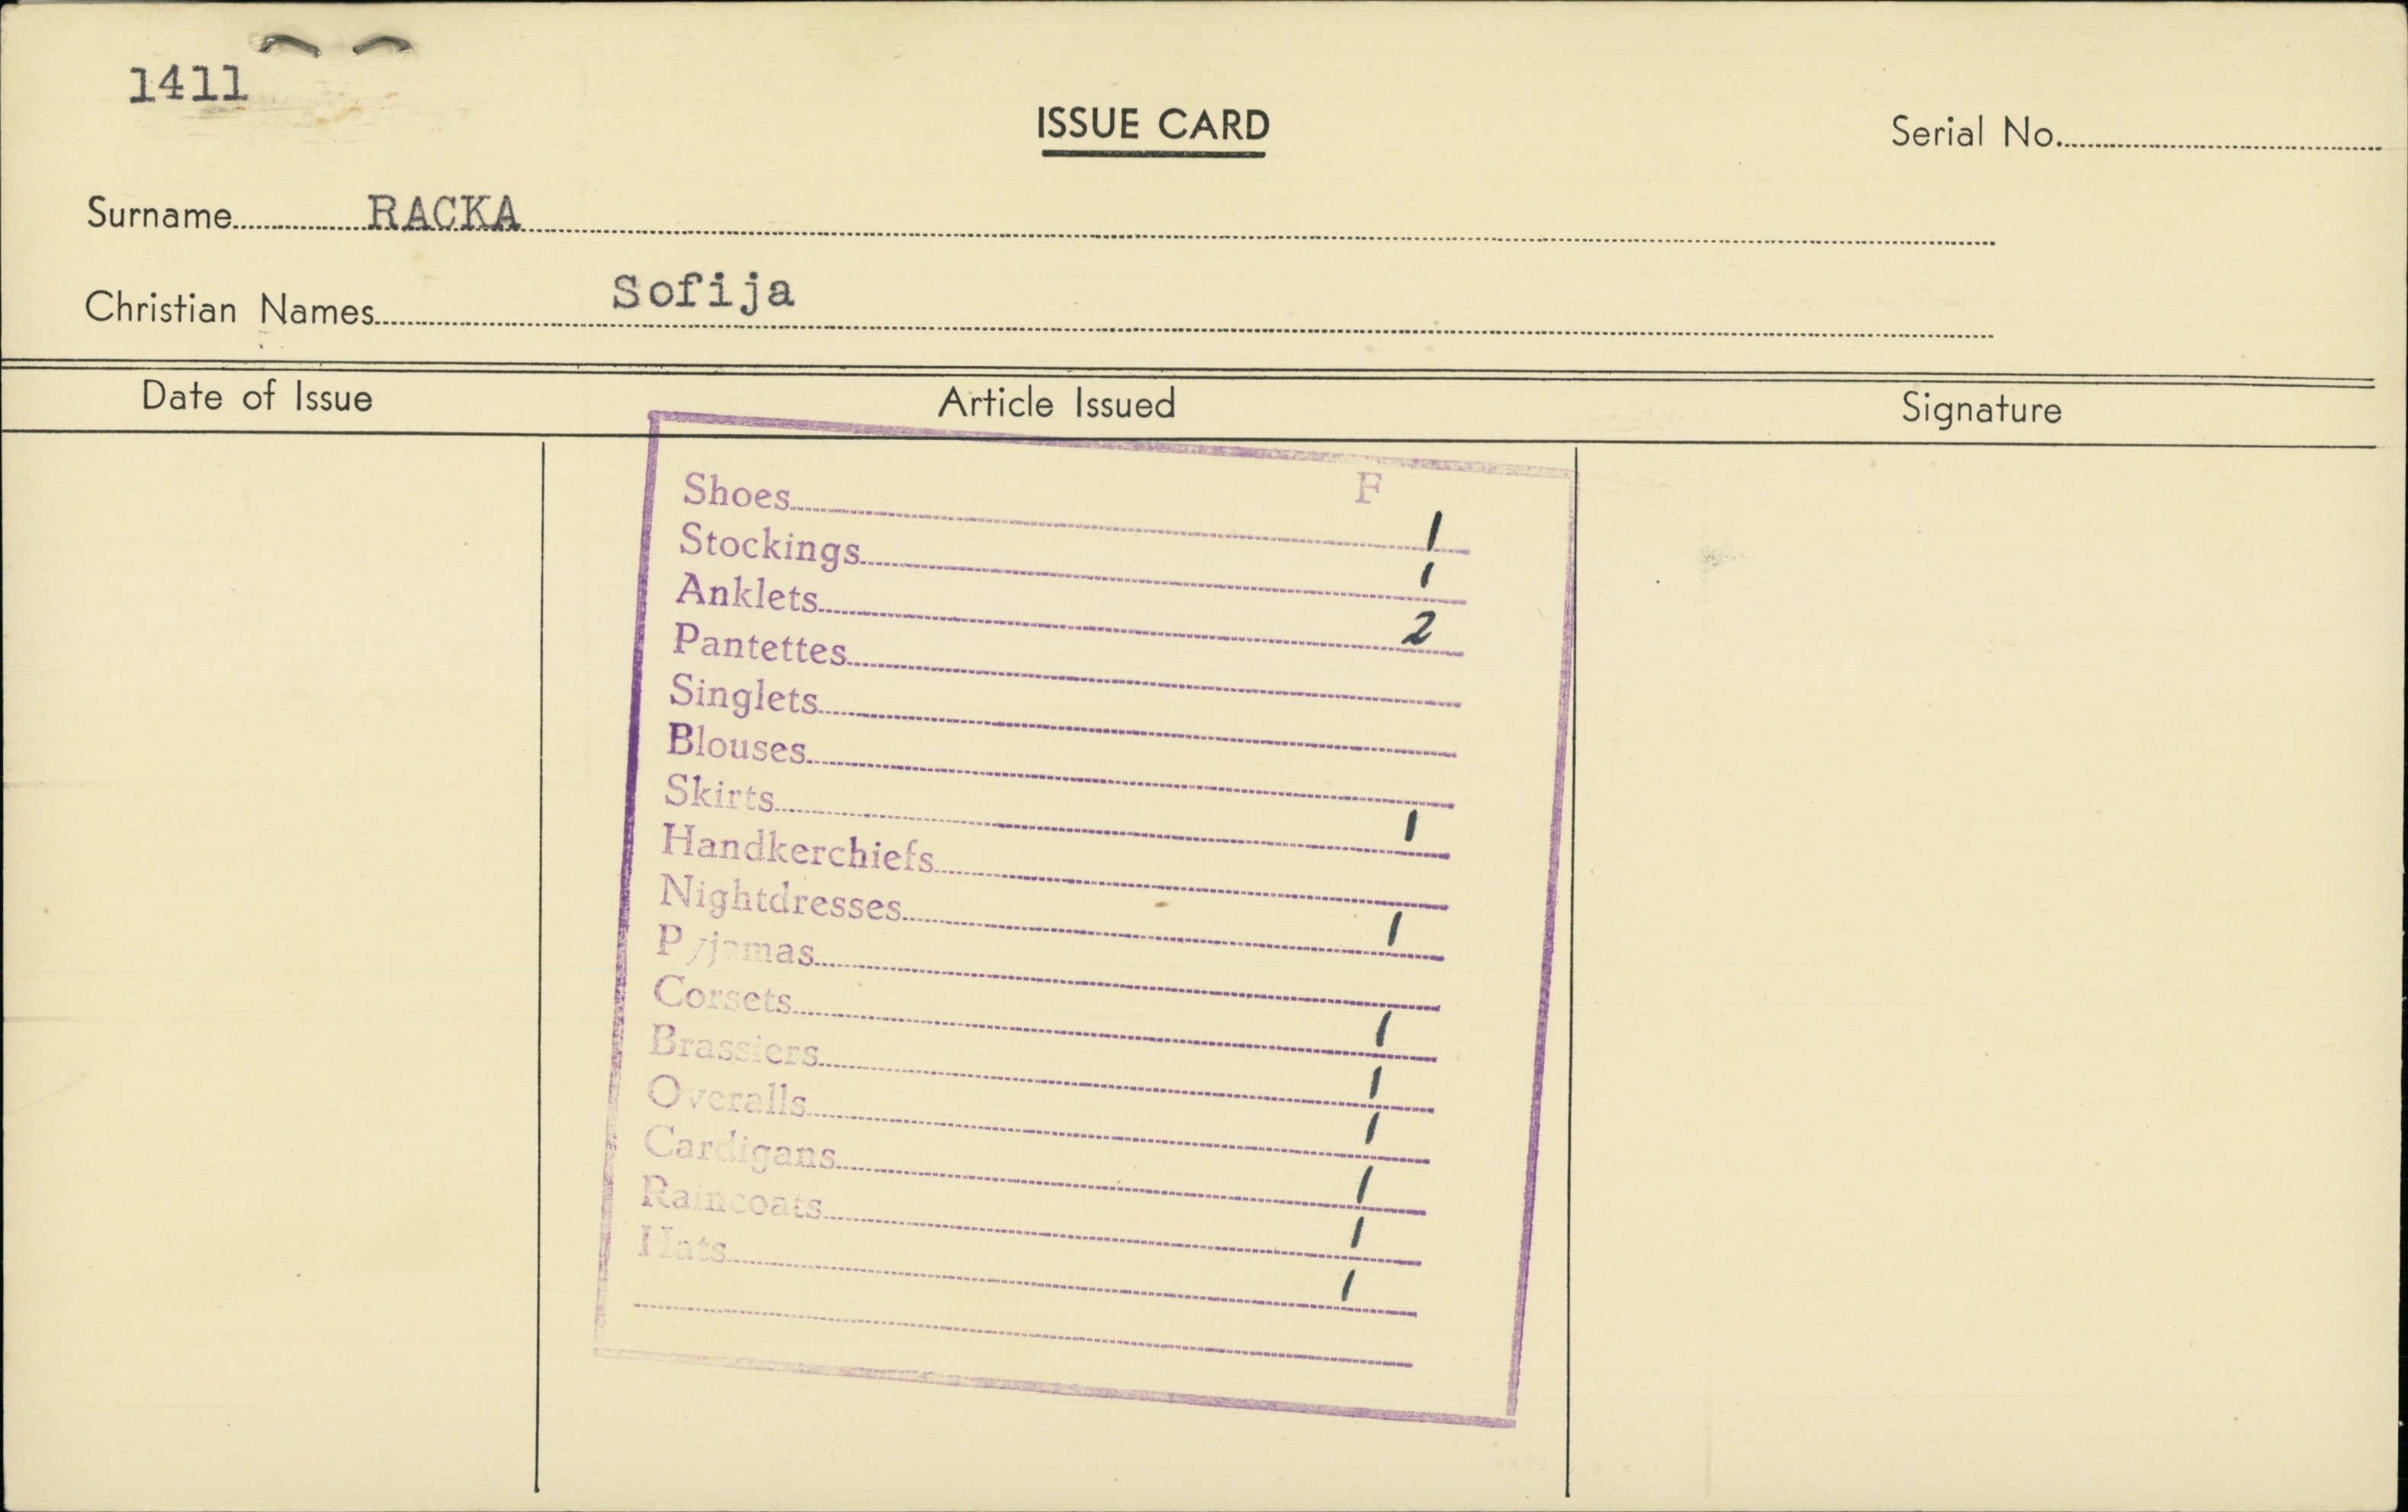 1411
ISSUE CARD
Serial No.
Surname RACKA
Christian Names Sofija
Date of Issue Article Issued Signature
F
Shoes 1
Stockings 1
Anklets 2
Pantettes
Singlets
Blouses
Skirts 1
Handkerchiefs
Nightdresses 1
Pyjamas
Corsets 1
Brassiers 1
Overalls 1
Cardigans 1
Raincoats 1
Hats 1